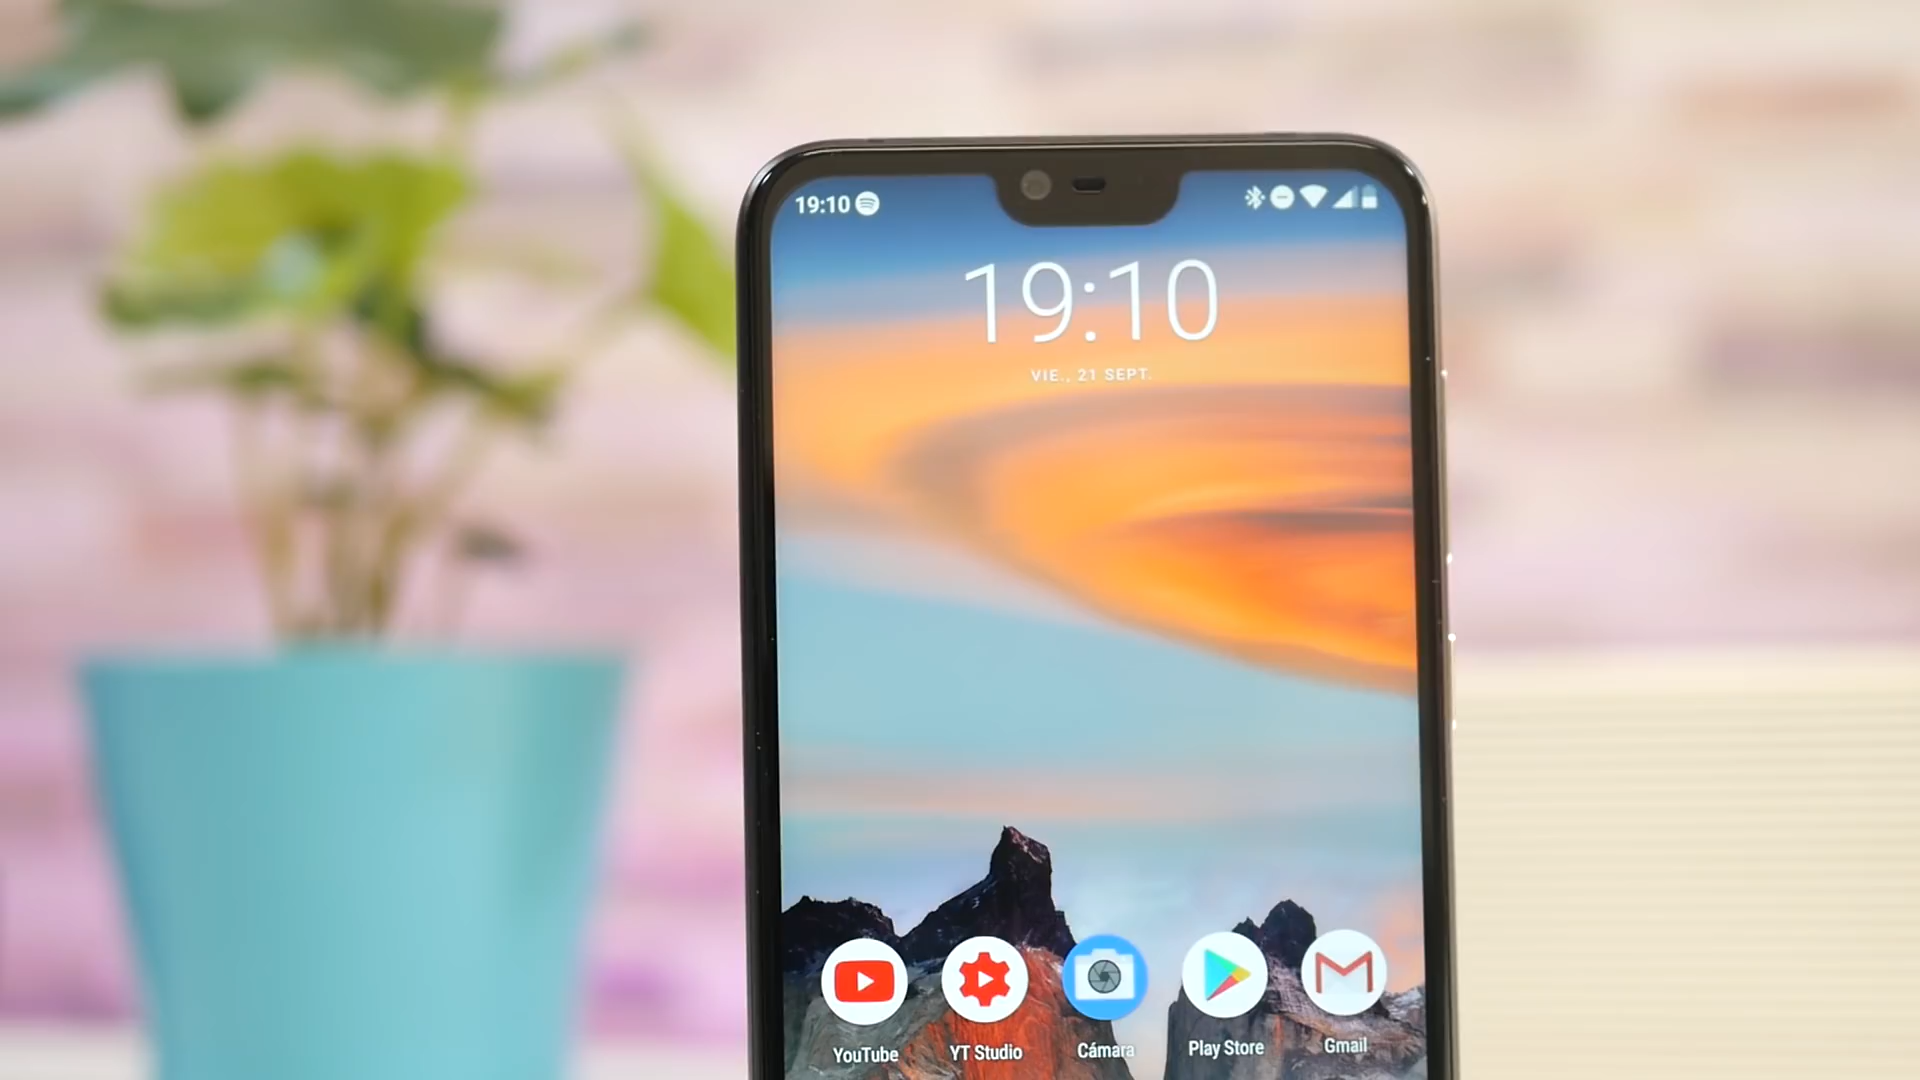 19:10
19:10
VIE., 21 SEPT.
YouTube
YT Studio
Cámara
Play Store
Gmail